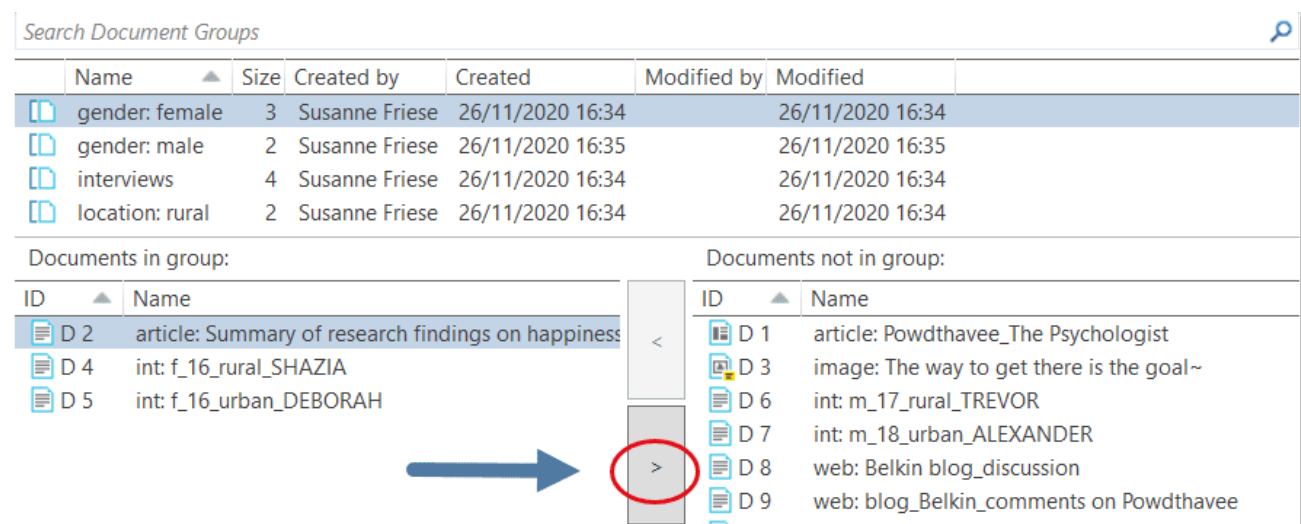 Search Document Groups
Name Size Created by Created Modified by Modified
gender: female 3 Susanne Friese 26/11/2020 16:34 26/11/2020 16:34
gender: male 2 Susanne Friese 26/11/2020 16:35 26/11/2020 16:35
interviews 4 Susanne Friese 26/11/2020 16:34 26/11/2020 16:34
location: rural 2 Susanne Friese 26/11/2020 16:34 26/11/2020 16:34
Documents in group: Documents not in group:
ID Name ID Name
D 2 article: Summary of research findings on happiness < D 1 article: Powdthavee_The Psychologist
D 4 int: f_16_rural_SHAZIA D 3 image: The way to get there is the goal~
D 5 int: f_16_urban_DEBORAH D 6 int: m_17_rural_TREVOR
D 7 int: m_18_urban_ALEXANDER
> D 8 web: Belkin blog_discussion
D 9 web: blog_Belkin_comments on Powdthavee